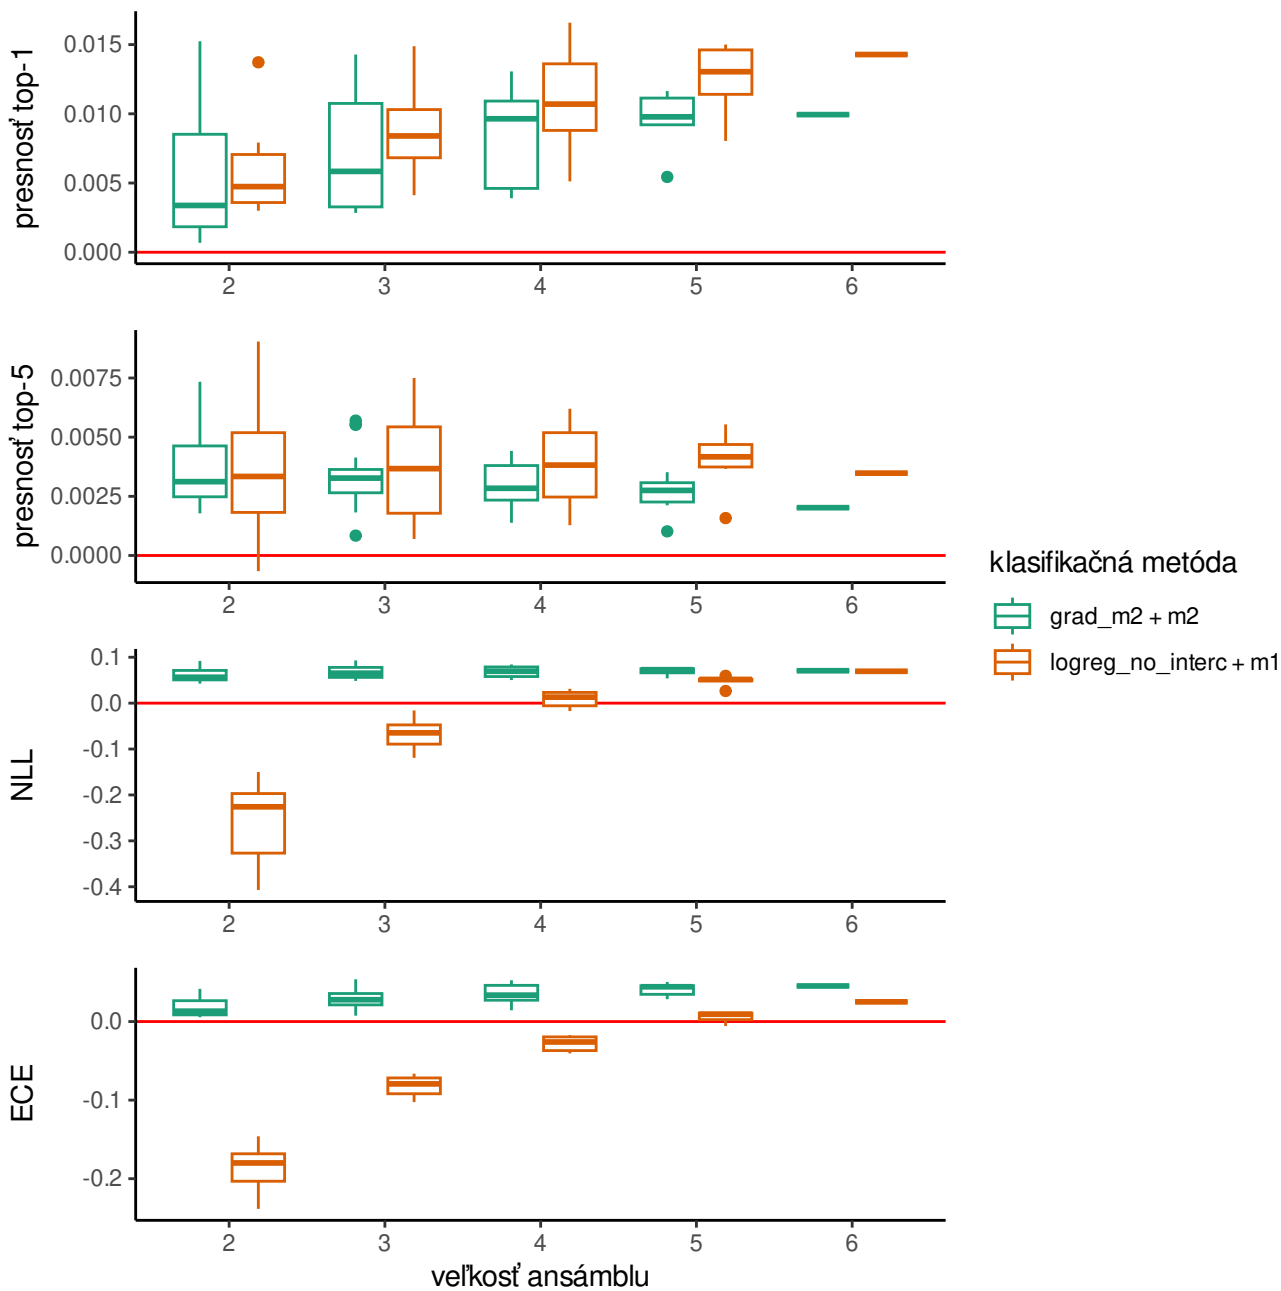 presnosť top-1
0.015
0.010
0.005
0.000
2 3 4 5 6
presnosť top-5
0.0075
0.0050
0.0025
0.0000
2 3 4 5 6
NLL
0.1
0.0
-0.1
-0.2
-0.3
-0.4
2 3 4 5 6
ECE
0.0
-0.1
-0.2
2 3 4 5 6
veľkosť ansámblu
klasifikačná metóda
grad_m2 + m2
logreg_no_interc + m1